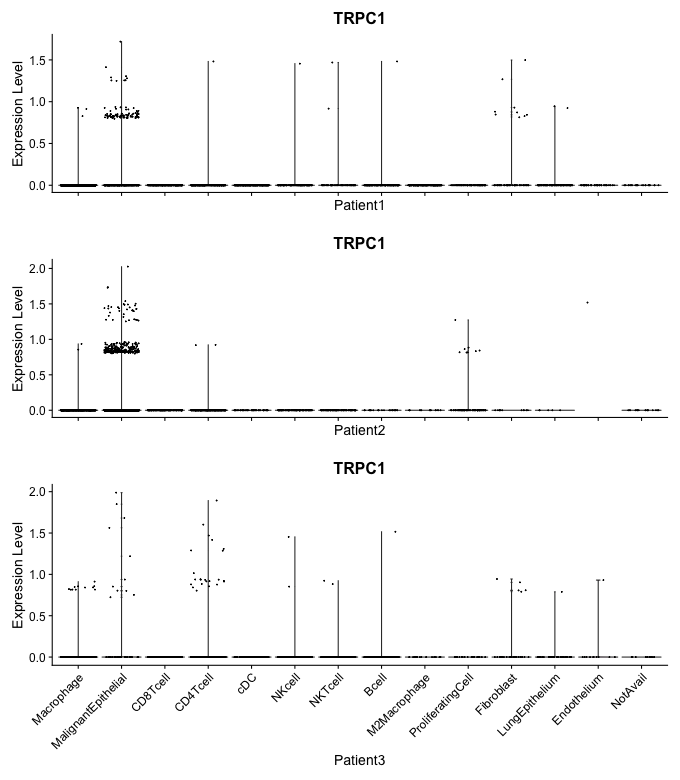 TRPC1
Expression Level
1.5
1.0
0.5
0.0
Patient1
TRPC1
Expression Level
2.0
1.5
1.0
0.5
0.0
Patient2
TRPC1
Expression Level
2.0
1.5
1.0
0.5
0.0
Macrophage
MalignantEpithelial
CD8Tcell
CD4Tcell
cDC
NKcell
NKTcell
Bcell
M2Macrophage
ProliferatingCell
Fibroblast
LungEpithelium
Endothelium
NotAvail
Patient3